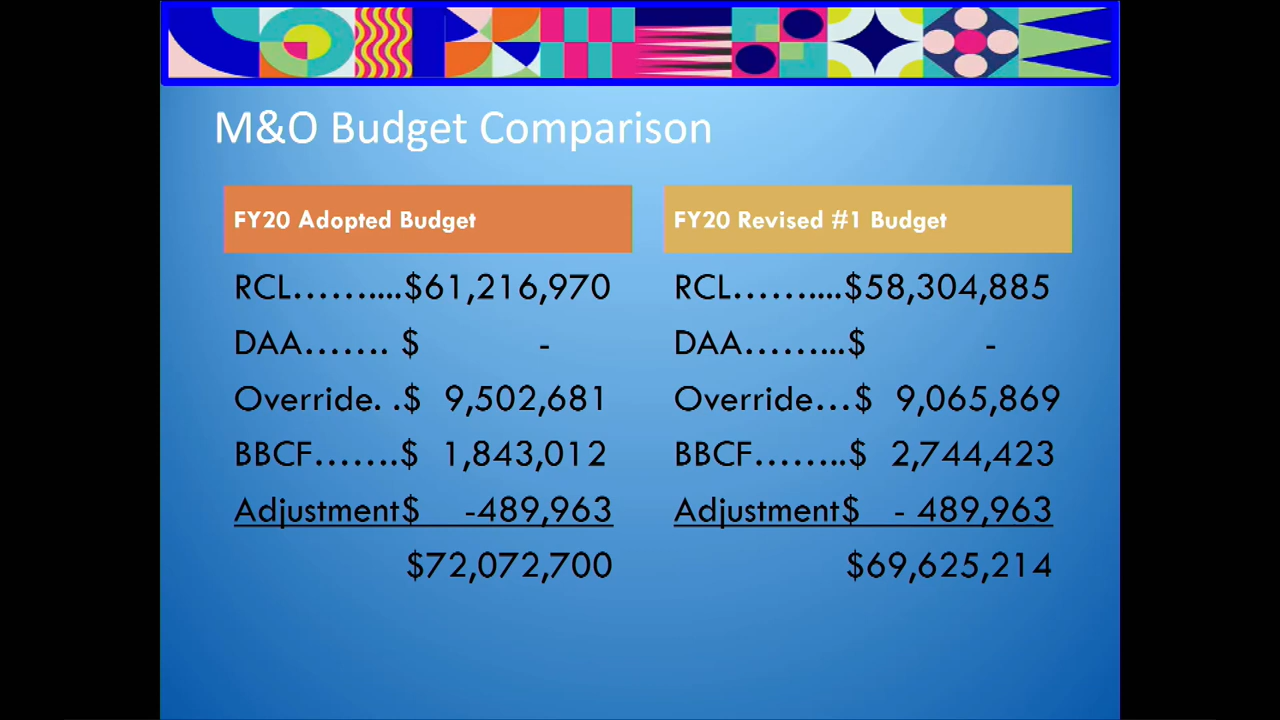 M&O Budget Comparison
FY20 Adopted Budget
RCL……....$61,216,970
DAA……. $ -
Override. .$ 9,502,681
BBCF…….$ 1,843,012
Adjustment$ -489,963
$72,072,700
FY20 Revised #1 Budget
RCL……....$58,304,885
DAA……...$ -
Override…$ 9,065,869
BBCF……..$ 2,744,423
Adjustment$ - 489,963
$69,625,214